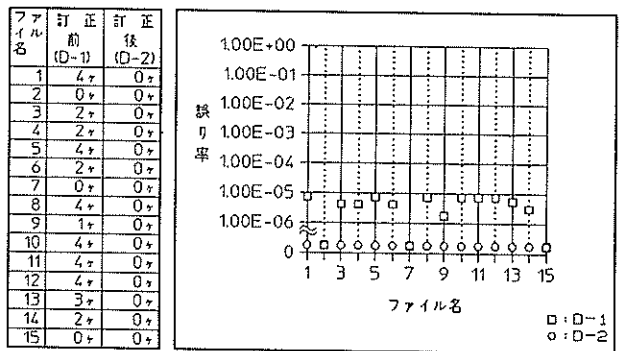 ファイル名 訂正前(D-1) 訂正後(D-2)
1 4ヶ 0ヶ
2 0ヶ 0ヶ
3 2ヶ 0ヶ
4 2ヶ 0ヶ
5 4ヶ 0ヶ
6 2ヶ 0ヶ
7 0ヶ 0ヶ
8 4ヶ 0ヶ
9 1ヶ 0ヶ
10 4ヶ 0ヶ
11 4ヶ 0ヶ
12 4ヶ 0ヶ
13 3ヶ 0ヶ
14 2ヶ 0ヶ
15 0ヶ 0ヶ
誤り率
1.00E+00
1.00E-01
1.00E-02
1.00E-03
1.00E-04
1.00E-05
1.00E-06
0
1 3 5 7 9 11 13 15
ファイル名
□:D-1
○:D-2